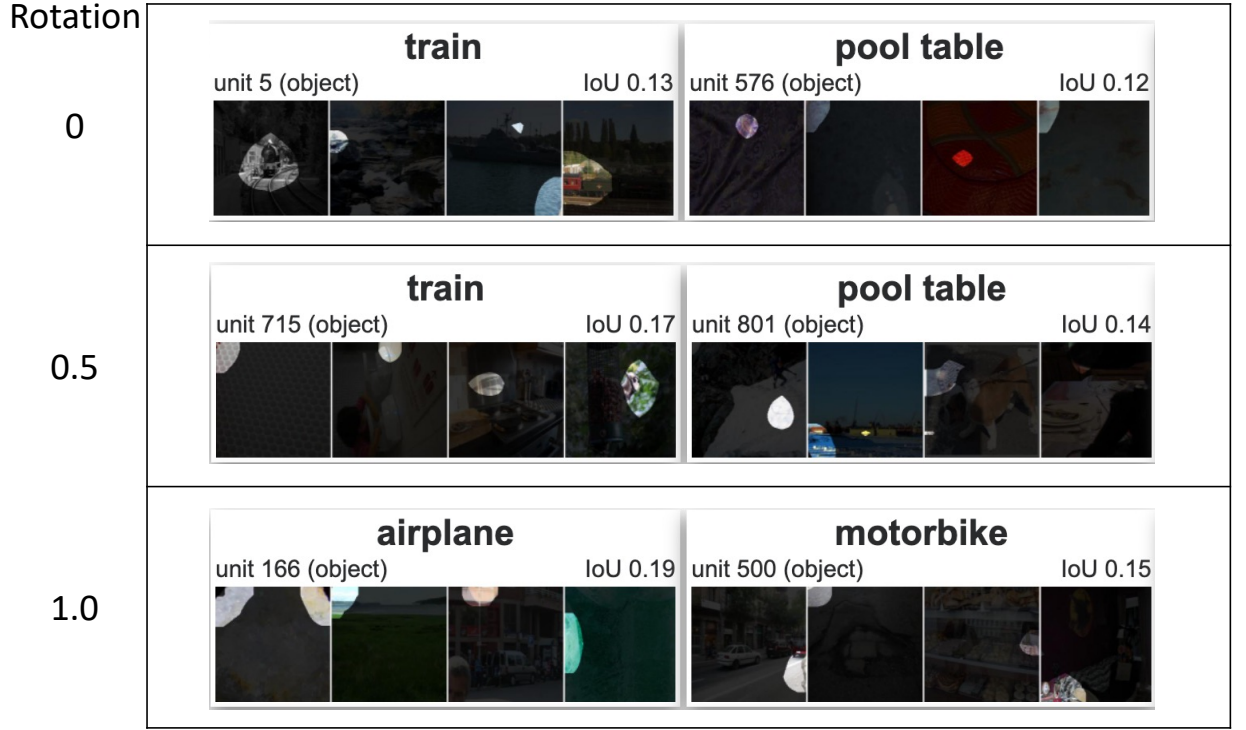 Rotation
train pool table
unit 5 (object) IoU 0.13 unit 576 (object) IoU 0.12
0
train pool table
unit 715 (object) IoU 0.17 unit 801 (object) IoU 0.14
0.5
airplane motorbike
unit 166 (object) IoU 0.19 unit 500 (object) IoU 0.15
1.0